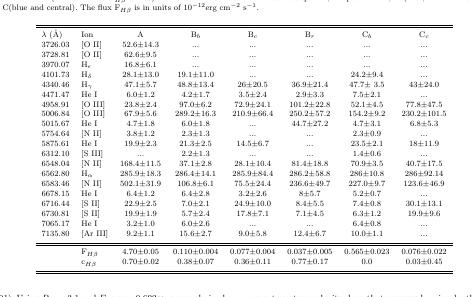 C(blue and central). The flux F_Hβ is in units of 10^−12 erg cm^−2 s^−1.
λ (Å) Ion A B_b B_c B_r C_b C_c
3726.03 [O II] 52.6±14.3 ... ... ... ... ...
3728.81 [O II] 62.6±9.5 ... ... ... ... ...
3970.07 H_ε 16.8±6.1 ... ... ... ... ...
4101.73 H_δ 28.1±13.0 19.1±11.0 ... ... 24.2±9.4 ...
4340.46 H_γ 47.1±5.7 48.8±13.4 26±20.5 36.9±21.4 47.7± 3.5 43±24.0
4471.47 He I 6.0±1.2 4.2±1.7 3.5±2.4 2.9±3.3 7.5±2.1 ...
4958.91 [O III] 23.8±2.4 97.0±6.2 72.9±24.1 101.2±22.8 52.1±4.5 77.8±47.5
5006.84 [O III] 67.9±5.6 289.2±16.3 210.9±66.4 250.2±57.2 154.2±9.2 230.2±101.5
5015.67 He I 4.7±1.8 6.0±1.8 ... 44.7±27.2 4.7±3.1 6.8±5.3
5754.64 [N II] 3.8±1.2 2.3±1.3 ... ... 2.3±0.9 ...
5875.61 He I 19.9±2.3 21.3±2.5 14.5±6.7 ... 23.5±2.1 18±11.9
6312.10 [S III] ... 2.2±1.3 ... ... 1.4±0.6 ...
6548.04 [N II] 168.4±11.5 37.1±2.8 28.1±10.4 81.4±18.8 70.9±3.5 40.7±17.5
6562.80 H_α 285.9±18.3 286.4±14.1 285.9±84.4 286.2±58.8 286±10.8 286±92.14
6583.46 [N II] 502.1±31.9 106.8±6.1 75.5±24.4 236.6±49.7 227.0±9.7 123.6±46.9
6678.15 He I 6.4±1.2 6.4±2.8 3.2±2.6 8±5.7 5.2±0.7 ...
6716.44 [S II] 22.9±2.5 7.0±2.1 24.9±10.0 8.4±5.5 7.4±0.8 30.1±13.1
6730.81 [S II] 19.9±1.9 5.7±2.4 17.8±7.1 7.1±4.5 6.3±1.2 19.9±9.6
7065.17 He I 3.2±1.0 6.0±2.6 ... ... 6.4±0.8 ...
7135.80 [Ar III] 9.2±1.1 15.6±2.7 9.0±5.8 12.4±6.7 10.0±1.1 ...
F_Hβ 4.70±0.05 0.110±0.004 0.077±0.004 0.037±0.005 0.565±0.023 0.076±0.022
c_Hβ 0.70±0.02 0.38±0.07 0.36±0.11 0.77±0.17 0.0 0.03±0.45